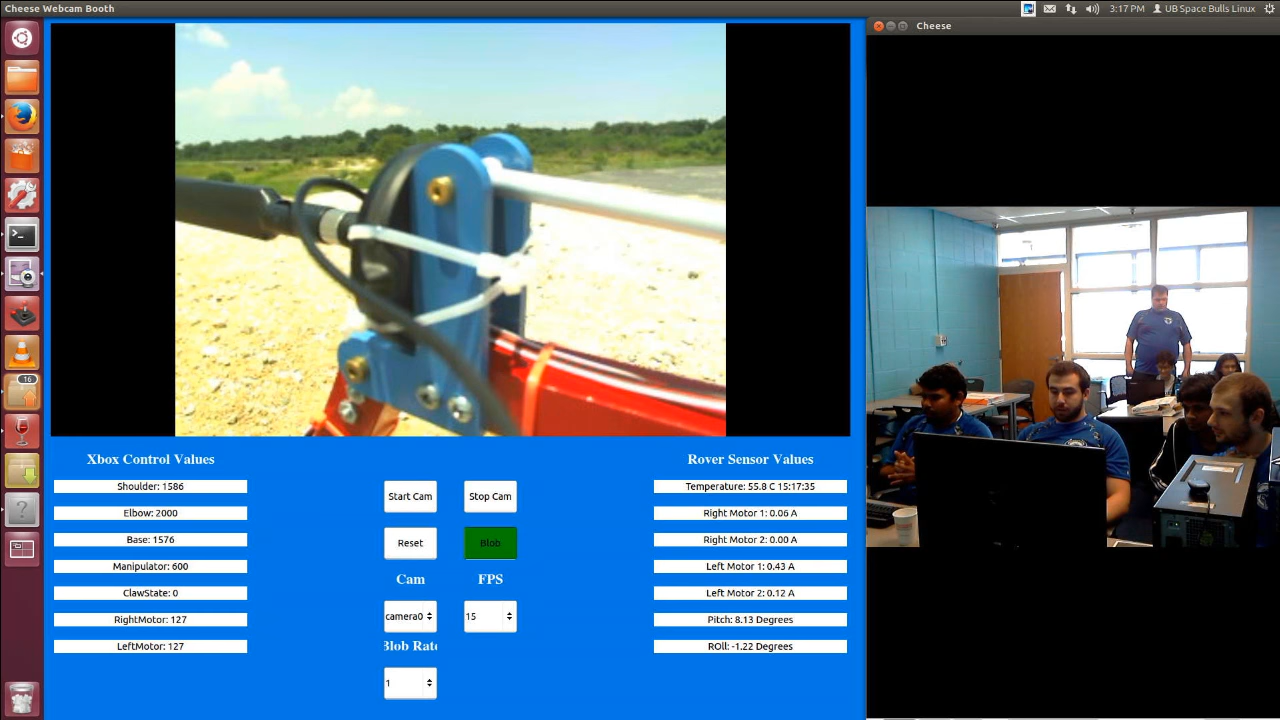 Cheese Webcam Booth
3:17 PM
UB Space Bulls Linux
Cheese
16
Xbox Control Values
Shoulder: 1586
Elbow: 2000
Base: 1576
Manipulator: 600
ClawState: 0
RightMotor: 127
LeftMotor: 127
Start Cam
Stop Cam
Reset
Blob
Cam
FPS
camera0
15
Blob Rate
1
Rover Sensor Values
Temperature: 55.8 C 15:17:35
Right Motor 1: 0.06 A
Right Motor 2: 0.00 A
Left Motor 1: 0.43 A
Left Motor 2: 0.12 A
Pitch: 8.13 Degrees
ROll: -1.22 Degrees